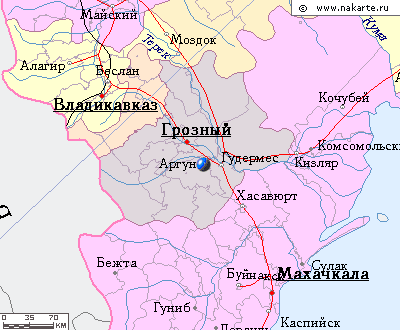 © www.nakarte.ru
Майский
Кума
Терек
Моздок
Алагир
Беслан
Владикавказ
Кочубей
Грозный
Комсомольск
Аргун
Гудермес
Кизляр
Хасавюрт
Бежта
Сулак
Буйнакск
Махачкала
Гуниб
Каспийск
0 35 70
КМ